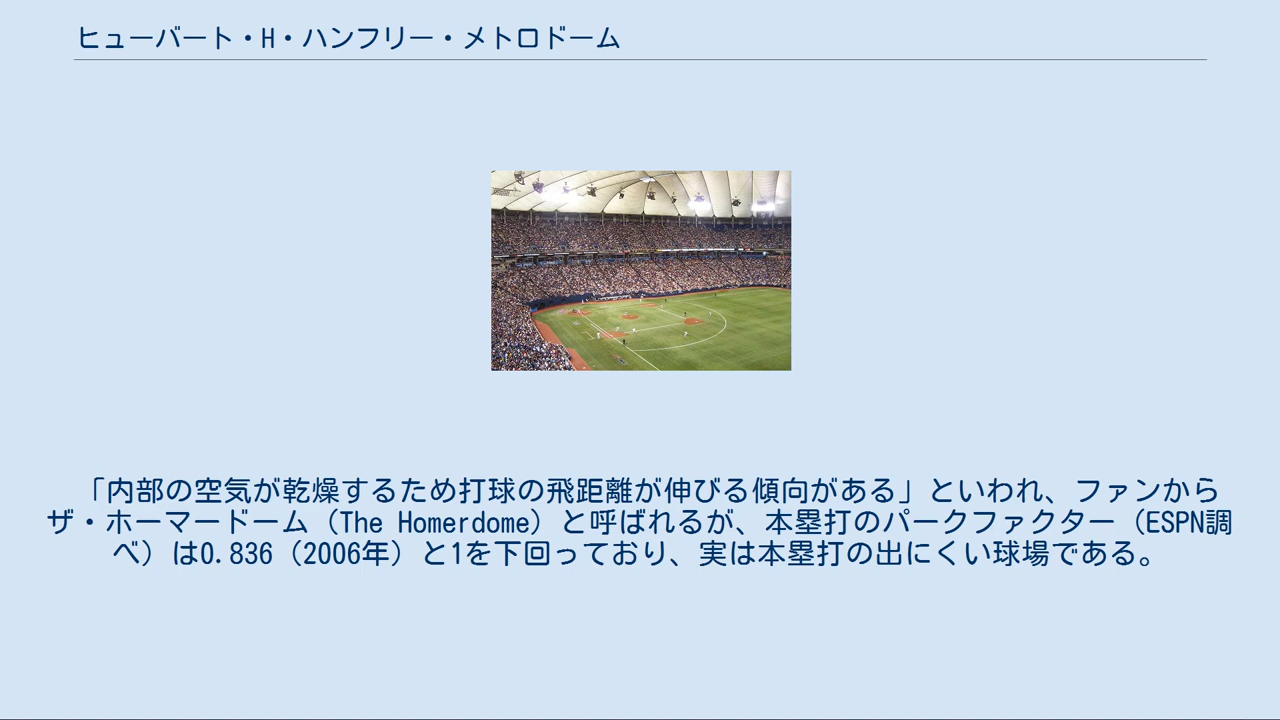 ヒューバート・H・ハンフリー・メトロドーム
「内部の空気が乾燥するため打球の飛距離が伸びる傾向がある」といわれ、ファンから
ザ・ホーマードーム（The Homerdome）と呼ばれるが、本塁打のパークファクター（ESPN調
べ）は0.836（2006年）と1を下回っており、実は本塁打の出にくい球場である。